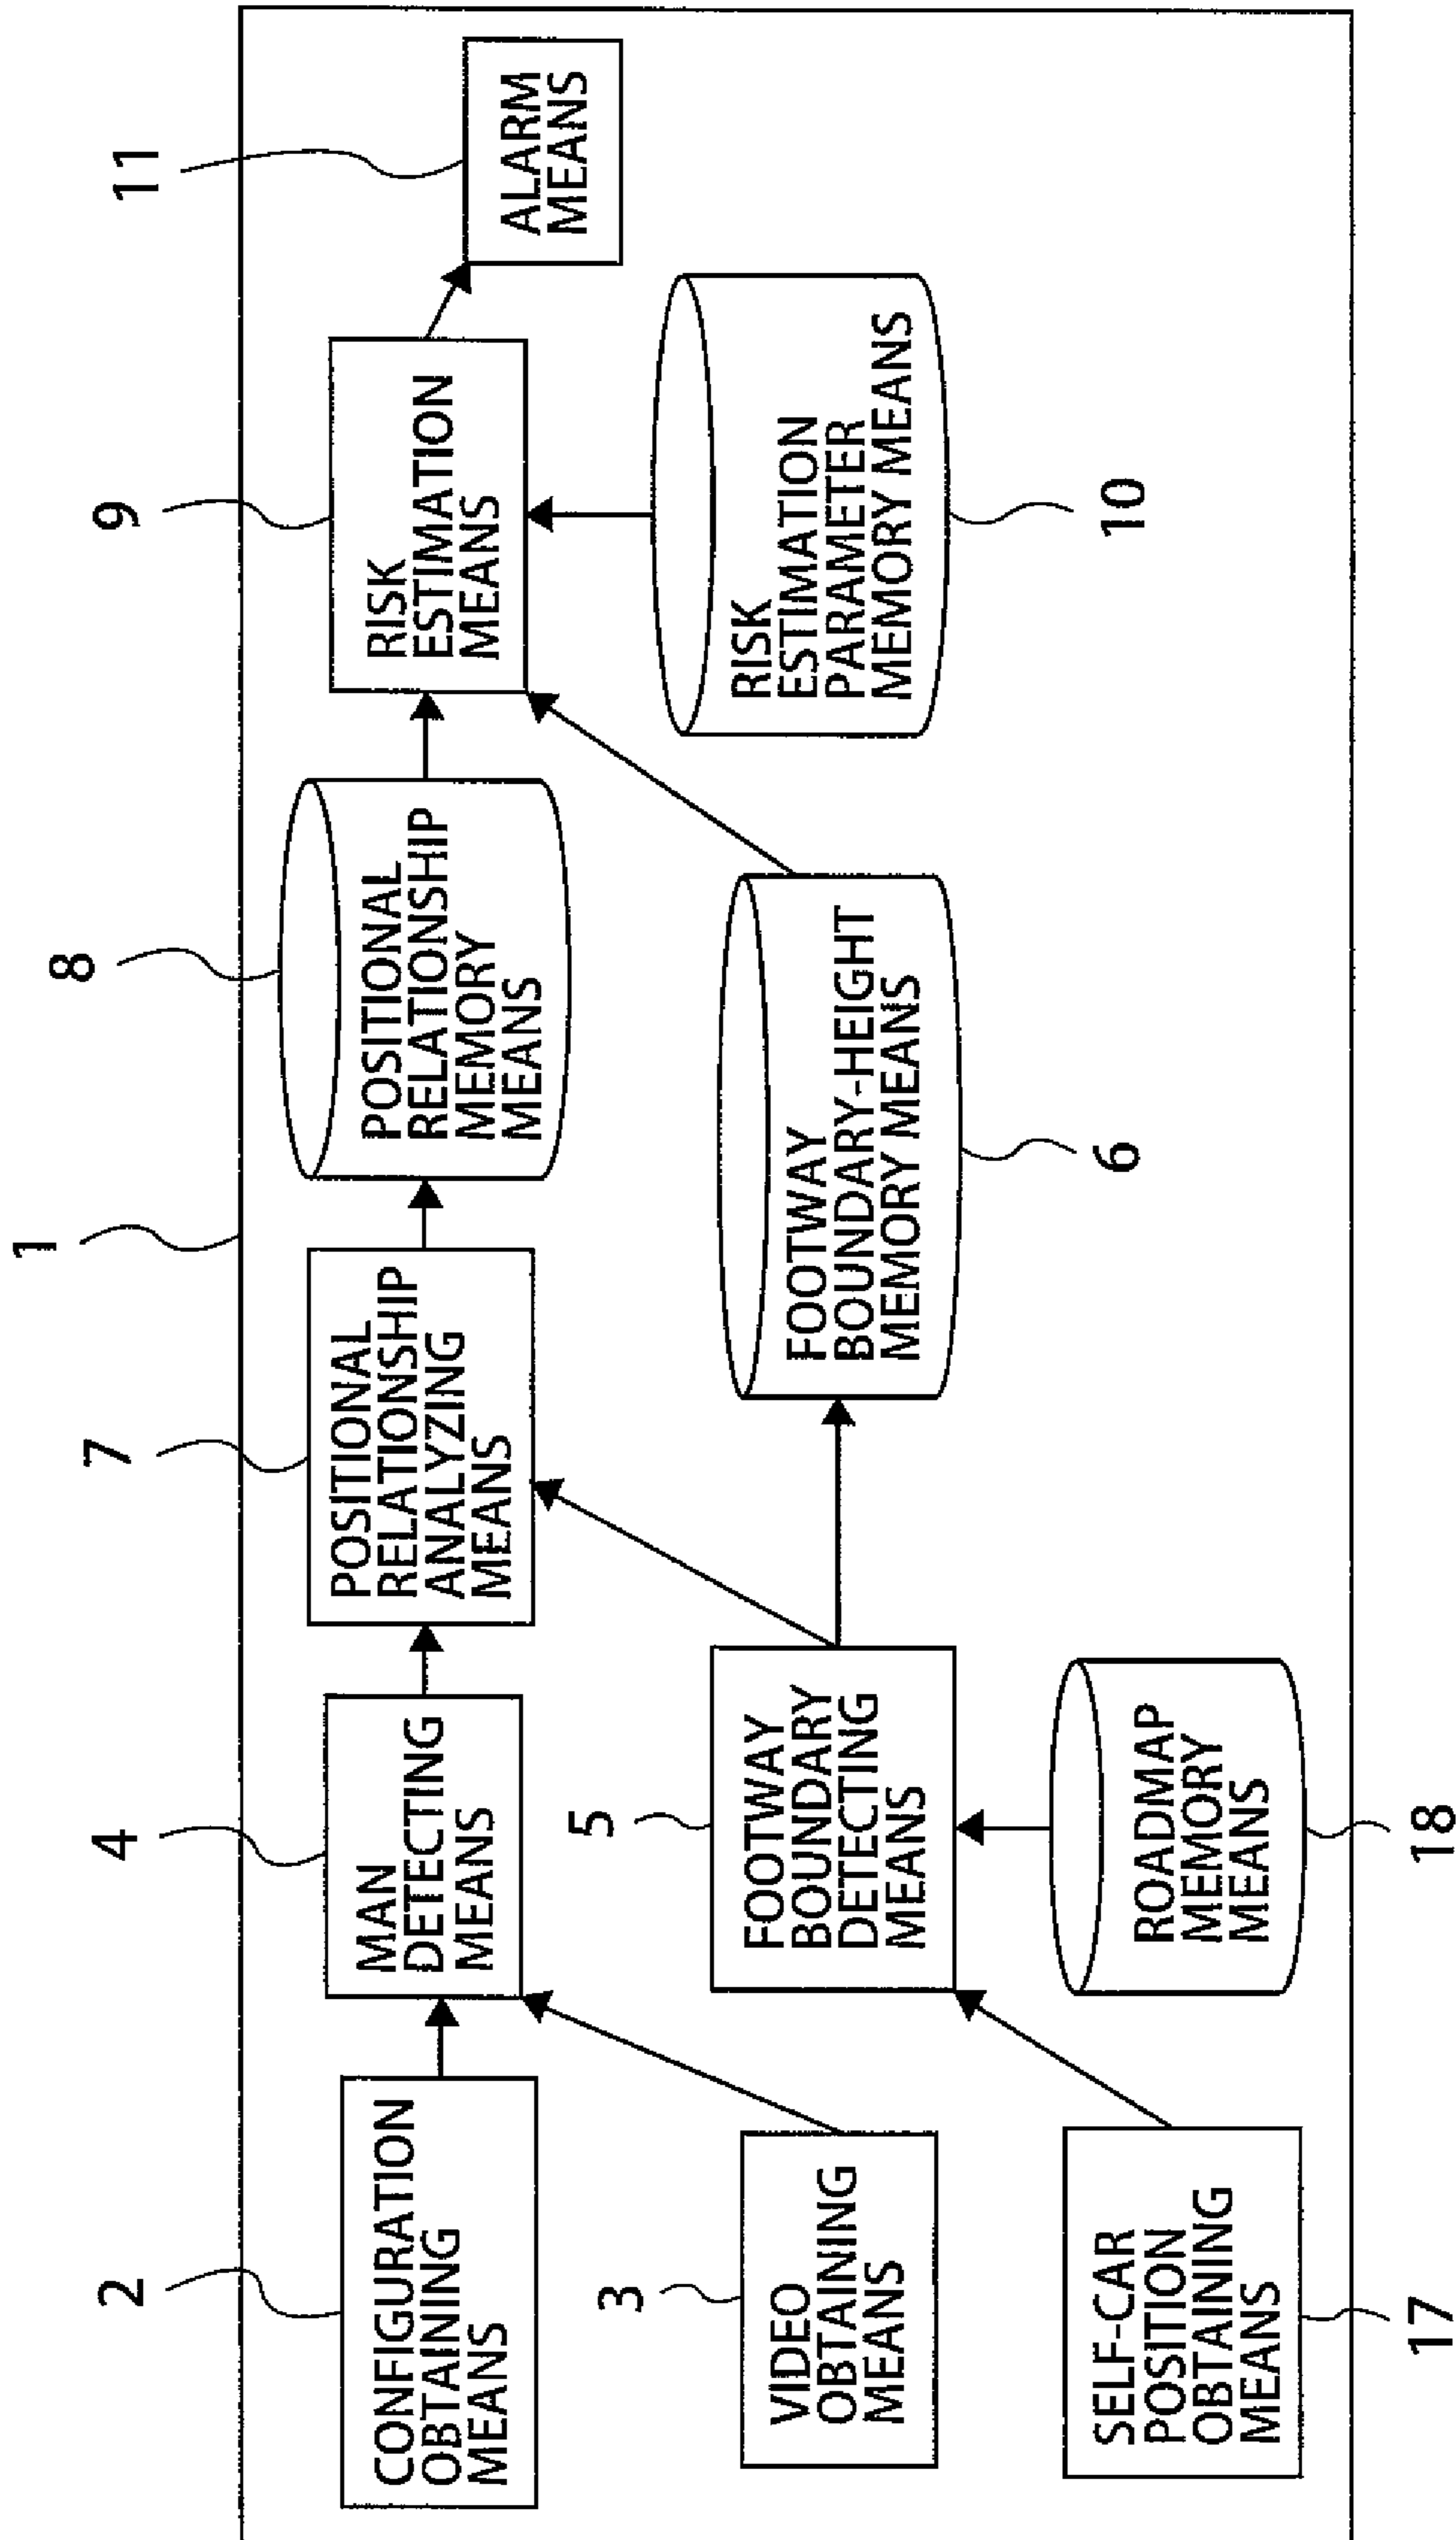 1
2
CONFIGURATION
OBTAINING
MEANS
4
MAN
DETECTING
MEANS
7
POSITIONAL
RELATIONSHIP
ANALYZING
MEANS
8
POSITIONAL
RELATIONSHIP
MEMORY
MEANS
9
RISK
ESTIMATION
MEANS
11
ALARM
MEANS
3
VIDEO
OBTAINING
MEANS
5
FOOTWAY
BOUNDARY
DETECTING
MEANS
FOOTWAY
BOUNDARY-HEIGHT
MEMORY MEANS
6
RISK
ESTIMATION
PARAMETER
MEMORY MEANS
10
SELF-CAR
POSITION
OBTAINING
MEANS
17
ROADMAP
MEMORY
MEANS
18